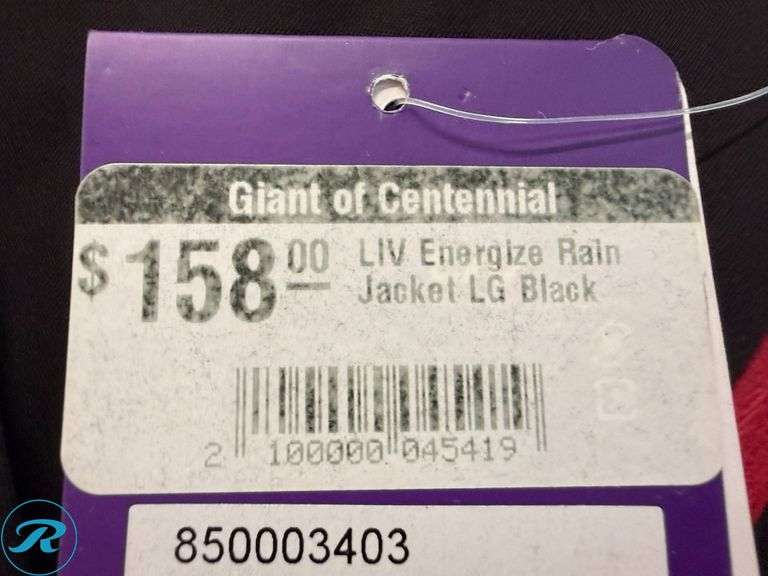 Giant of Centennial
$158.00 LIV Energize Rain
Jacket LG Black
2 100000 045419
850003403
R